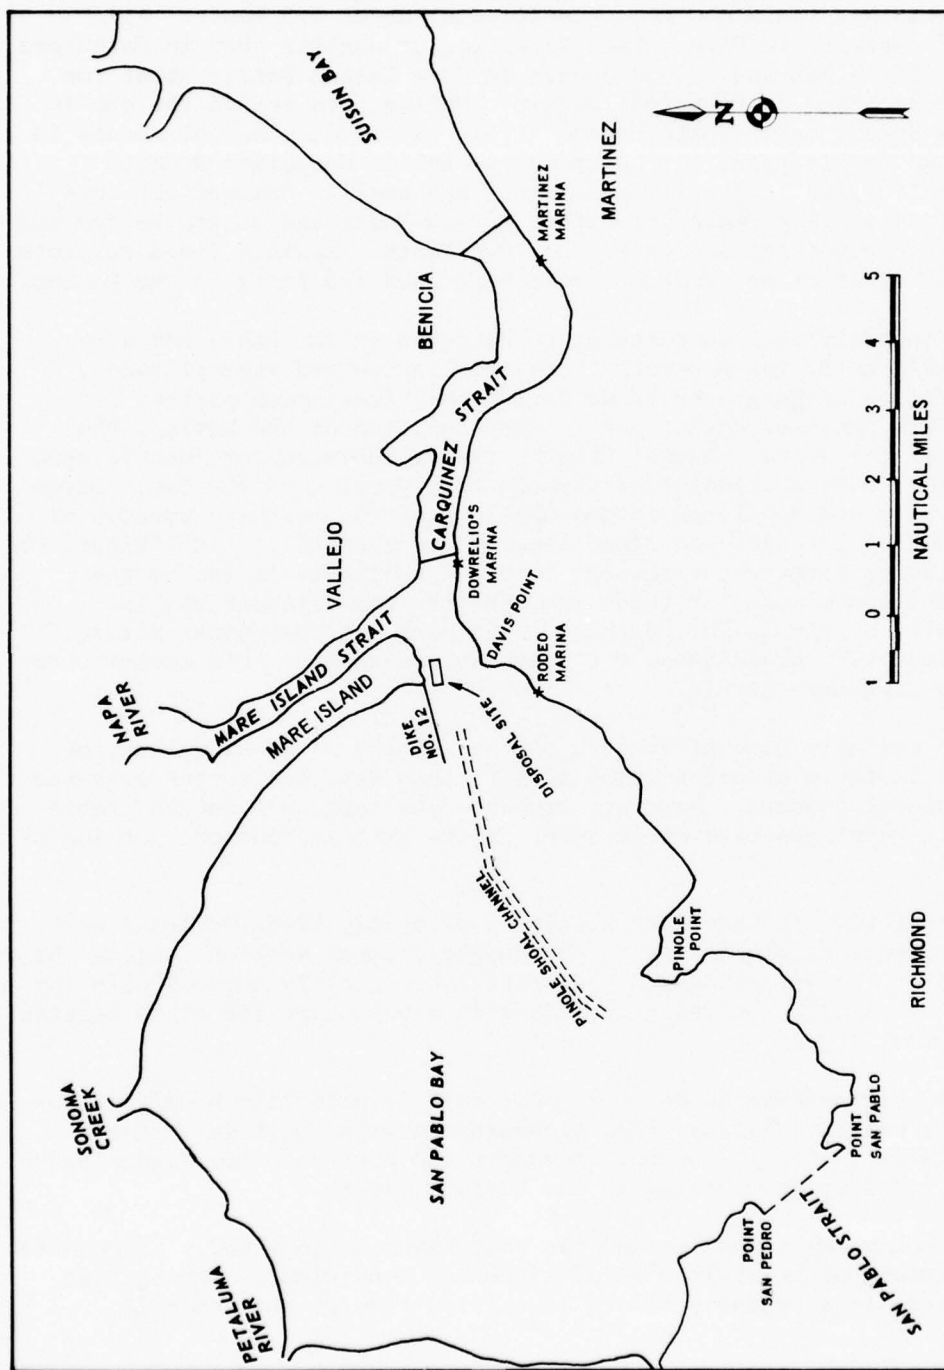 SONOMA
CREEK
PETALUMA
RIVER
NAPA
RIVER
MARE ISLAND STRAIT
MARE ISLAND
VALLEJO
BENICIA
SUISUN BAY
CARQUINEZ STRAIT
DIKE
NO. 12
DISPOSAL SITE
DAVIS POINT
RODEO
MARINA
DOWRELIO'S
MARINA
MARTINEZ
MARINA
MARTINEZ
N
SAN PABLO BAY
PINOLE SHOAL CHANNEL
PINOLE
POINT
POINT
SAN PEDRO
POINT
SAN PABLO
SAN PABLO STRAIT
RICHMOND
1 0 1 2 3 4 5
NAUTICAL MILES